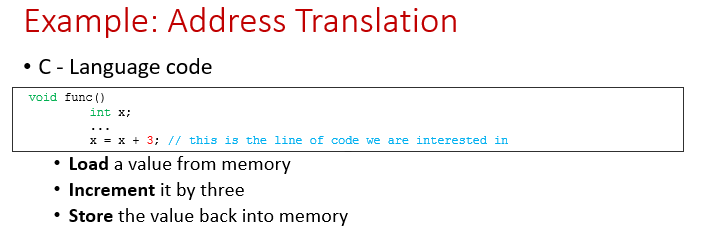 Example: Address Translation
• C - Language code
void func()
int x;
...
x = x + 3; // this is the line of code we are interested in
• Load a value from memory
• Increment it by three
• Store the value back into memory